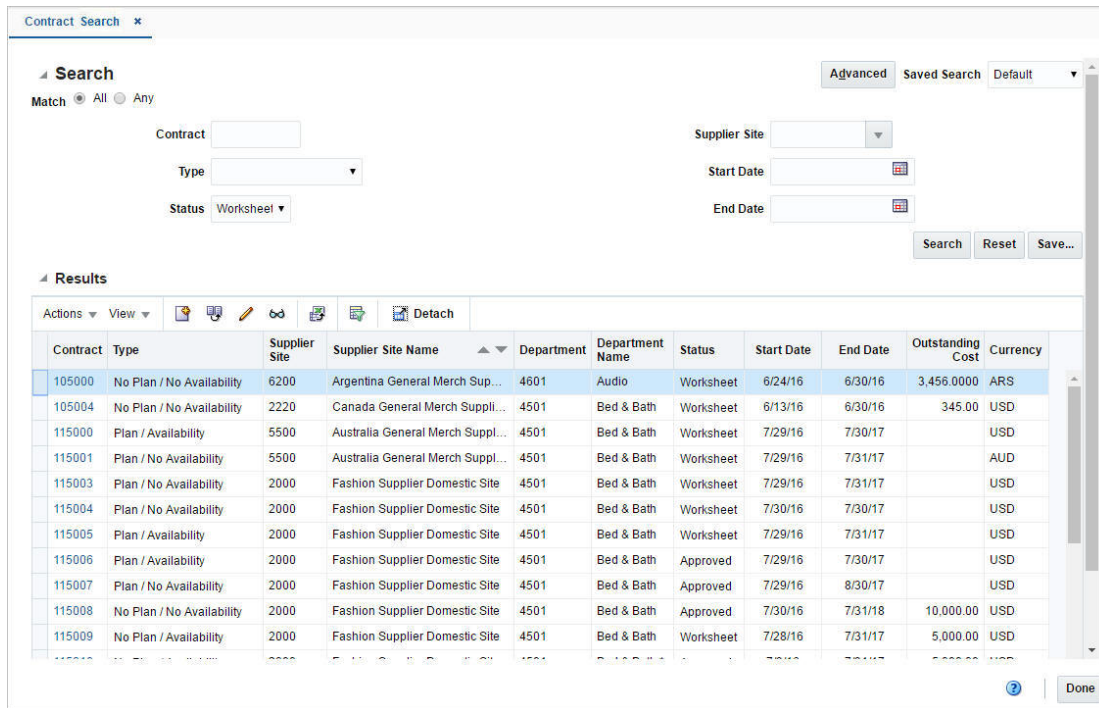 Contract Search ×
Search
Advanced Saved Search Default
Match All Any
Contract Supplier Site
Type Start Date
Status Worksheet End Date
Search Reset Save...
Results
Actions View Detach
Contract Type Supplier Site Supplier Site Name Department Department Name Status Start Date End Date Outstanding Cost Currency
105000 No Plan / No Availability 6200 Argentina General Merch Sup... 4601 Audio Worksheet 6/24/16 6/30/16 3,456.0000 ARS
105004 No Plan / No Availability 2220 Canada General Merch Suppli... 4501 Bed & Bath Worksheet 6/13/16 6/30/16 345.00 USD
115000 Plan / Availability 5500 Australia General Merch Suppl... 4501 Bed & Bath Worksheet 7/29/16 7/30/17 USD
115001 Plan / No Availability 5500 Australia General Merch Suppl... 4501 Bed & Bath Worksheet 7/29/16 7/31/17 AUD
115003 Plan / No Availability 2000 Fashion Supplier Domestic Site 4501 Bed & Bath Worksheet 7/29/16 7/31/17 USD
115004 Plan / No Availability 2000 Fashion Supplier Domestic Site 4501 Bed & Bath Worksheet 7/30/16 7/30/17 USD
115005 Plan / Availability 2000 Fashion Supplier Domestic Site 4501 Bed & Bath Worksheet 7/29/16 7/31/17 USD
115006 Plan / Availability 2000 Fashion Supplier Domestic Site 4501 Bed & Bath Approved 7/29/16 7/30/17 USD
115007 Plan / No Availability 2000 Fashion Supplier Domestic Site 4501 Bed & Bath Approved 7/29/16 8/30/17 USD
115008 No Plan / No Availability 2000 Fashion Supplier Domestic Site 4501 Bed & Bath Approved 7/30/16 7/31/18 10,000.00 USD
115009 No Plan / Availability 2000 Fashion Supplier Domestic Site 4501 Bed & Bath Worksheet 7/28/16 7/31/17 5,000.00 USD
? Done